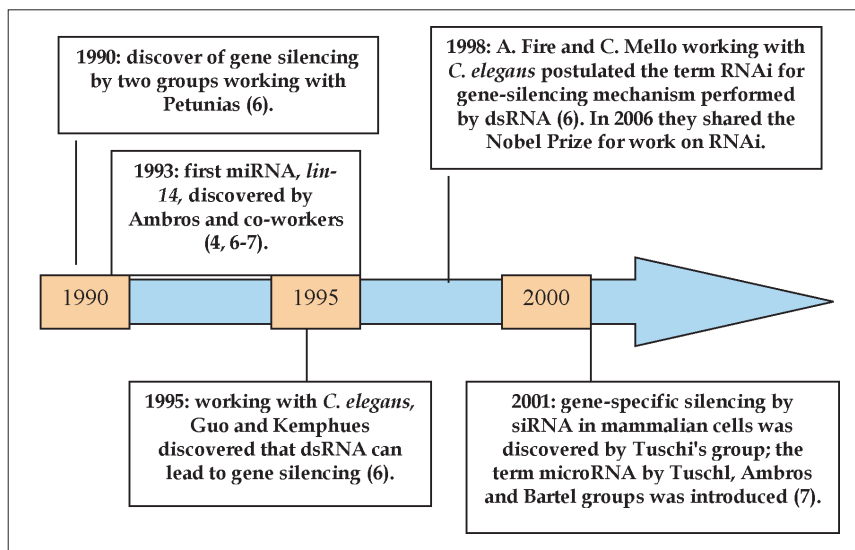 1990: discover of gene silencing
by two groups working with
Petunias (6).
1998: A. Fire and C. Mello working with
C. elegans postulated the term RNAi for
gene-silencing mechanism performed
by dsRNA (6). In 2006 they shared the
Nobel Prize for work on RNAi.
1993: first miRNA, lin-
14, discovered by
Ambros and co-workers
(4, 6-7).
1990
1995
2000
1995: working with C. elegans,
Guo and Kemphues
discovered that dsRNA can
lead to gene silencing (6).
2001: gene-specific silencing by
siRNA in mammalian cells was
discovered by Tuschi's group; the
term microRNA by Tuschl, Ambros
and Bartel groups was introduced (7).